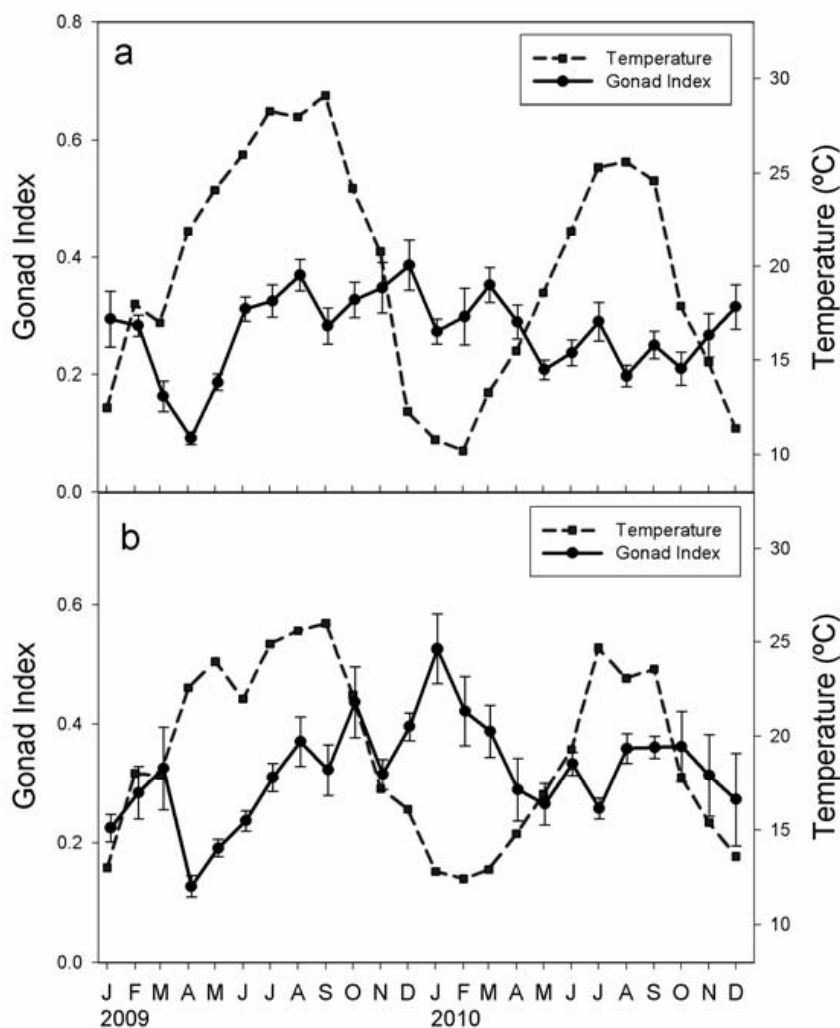 a
Temperature
Gonad Index
0.8
0.6
0.4
0.2
0.0
Gonad Index
30
25
20
15
10
Temperature (ºC)
b
Temperature
Gonad Index
0.6
0.4
0.2
0.0
Gonad Index
30
25
20
15
10
Temperature (ºC)
J F M A M J J A S O N D J F M A M J J A S O N D
2009 2010